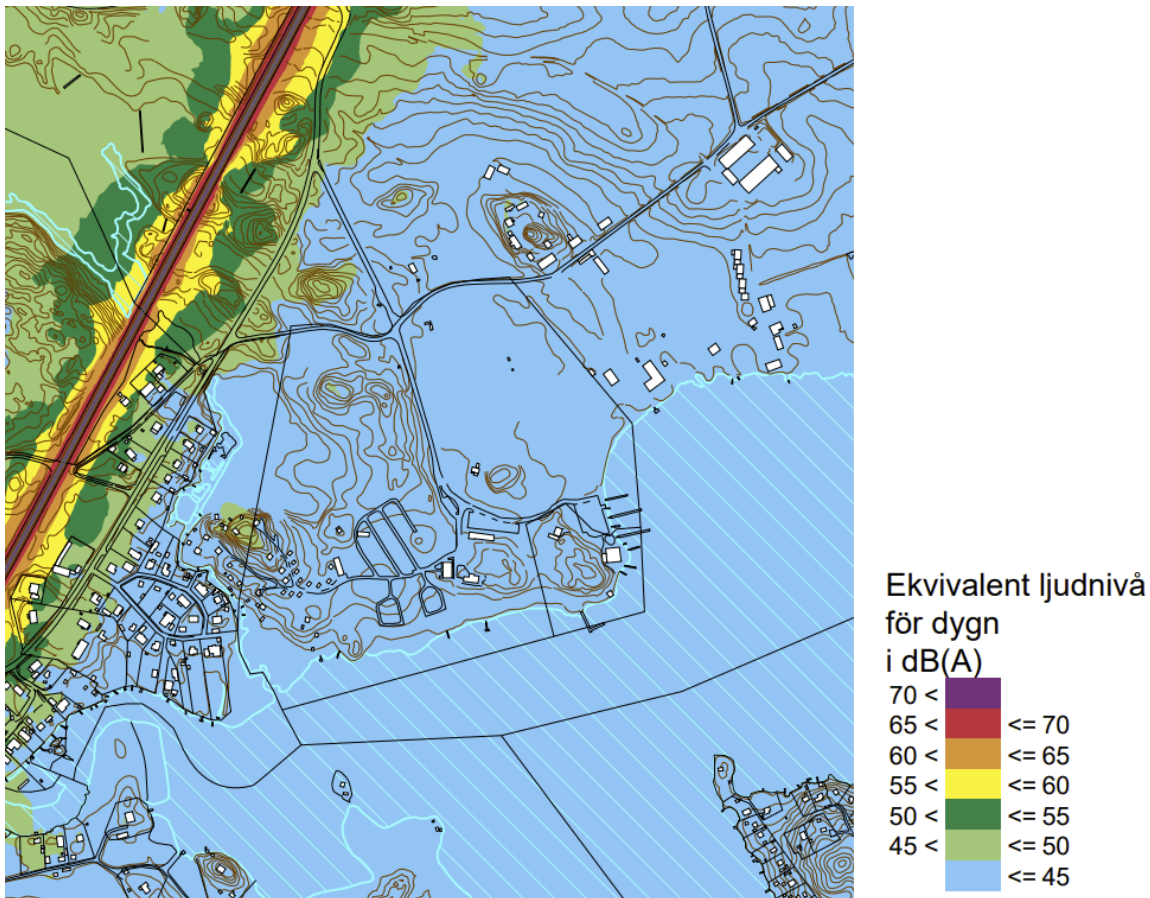 Ekvivalent ljudnivå
för dygn
i dB(A)
70 <
65 < <= 70
60 < <= 65
55 < <= 60
50 < <= 55
45 < <= 50
<= 45